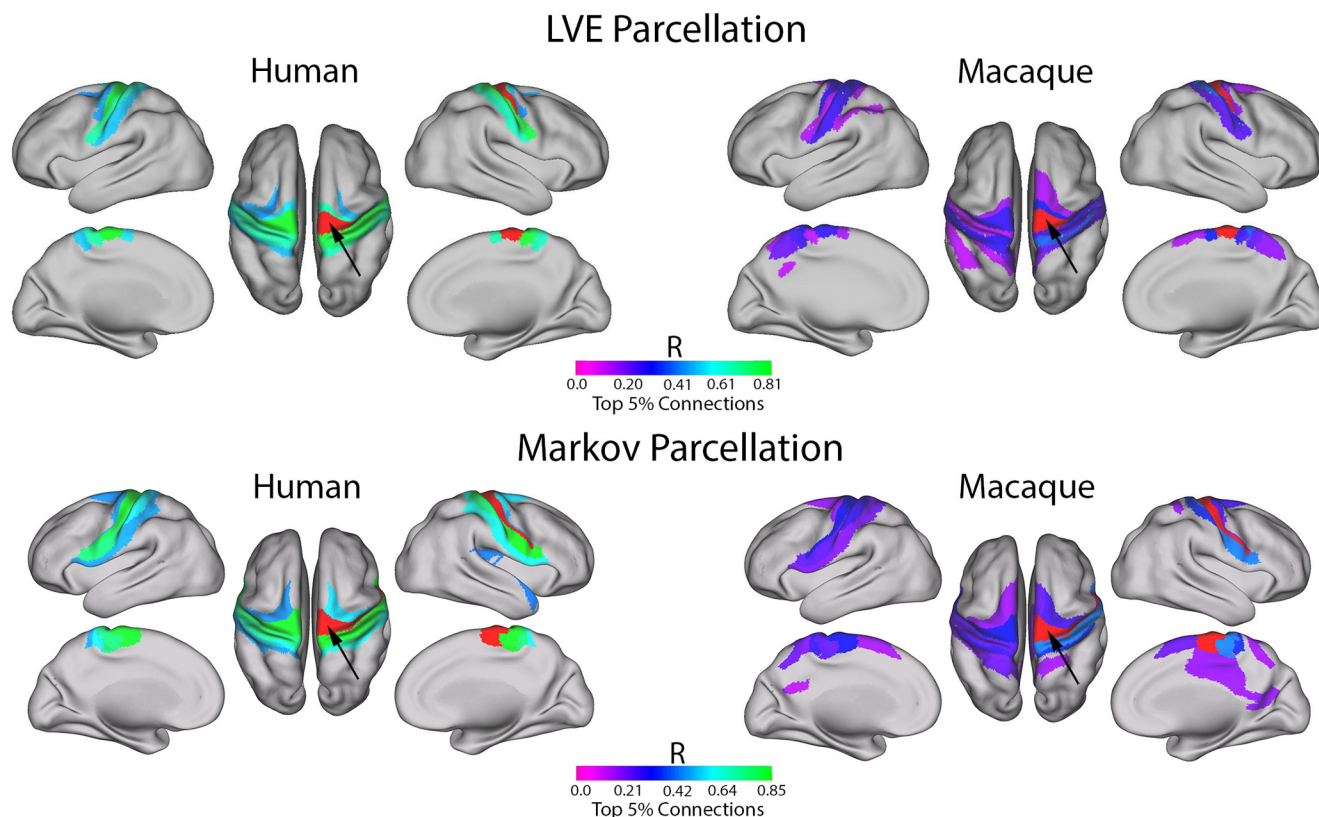 LVE Parcellation
Human
Macaque
R
0.0 0.20 0.41 0.61 0.81
Top 5% Connections
Markov Parcellation
Human
Macaque
R
0.0 0.21 0.42 0.64 0.85
Top 5% Connections